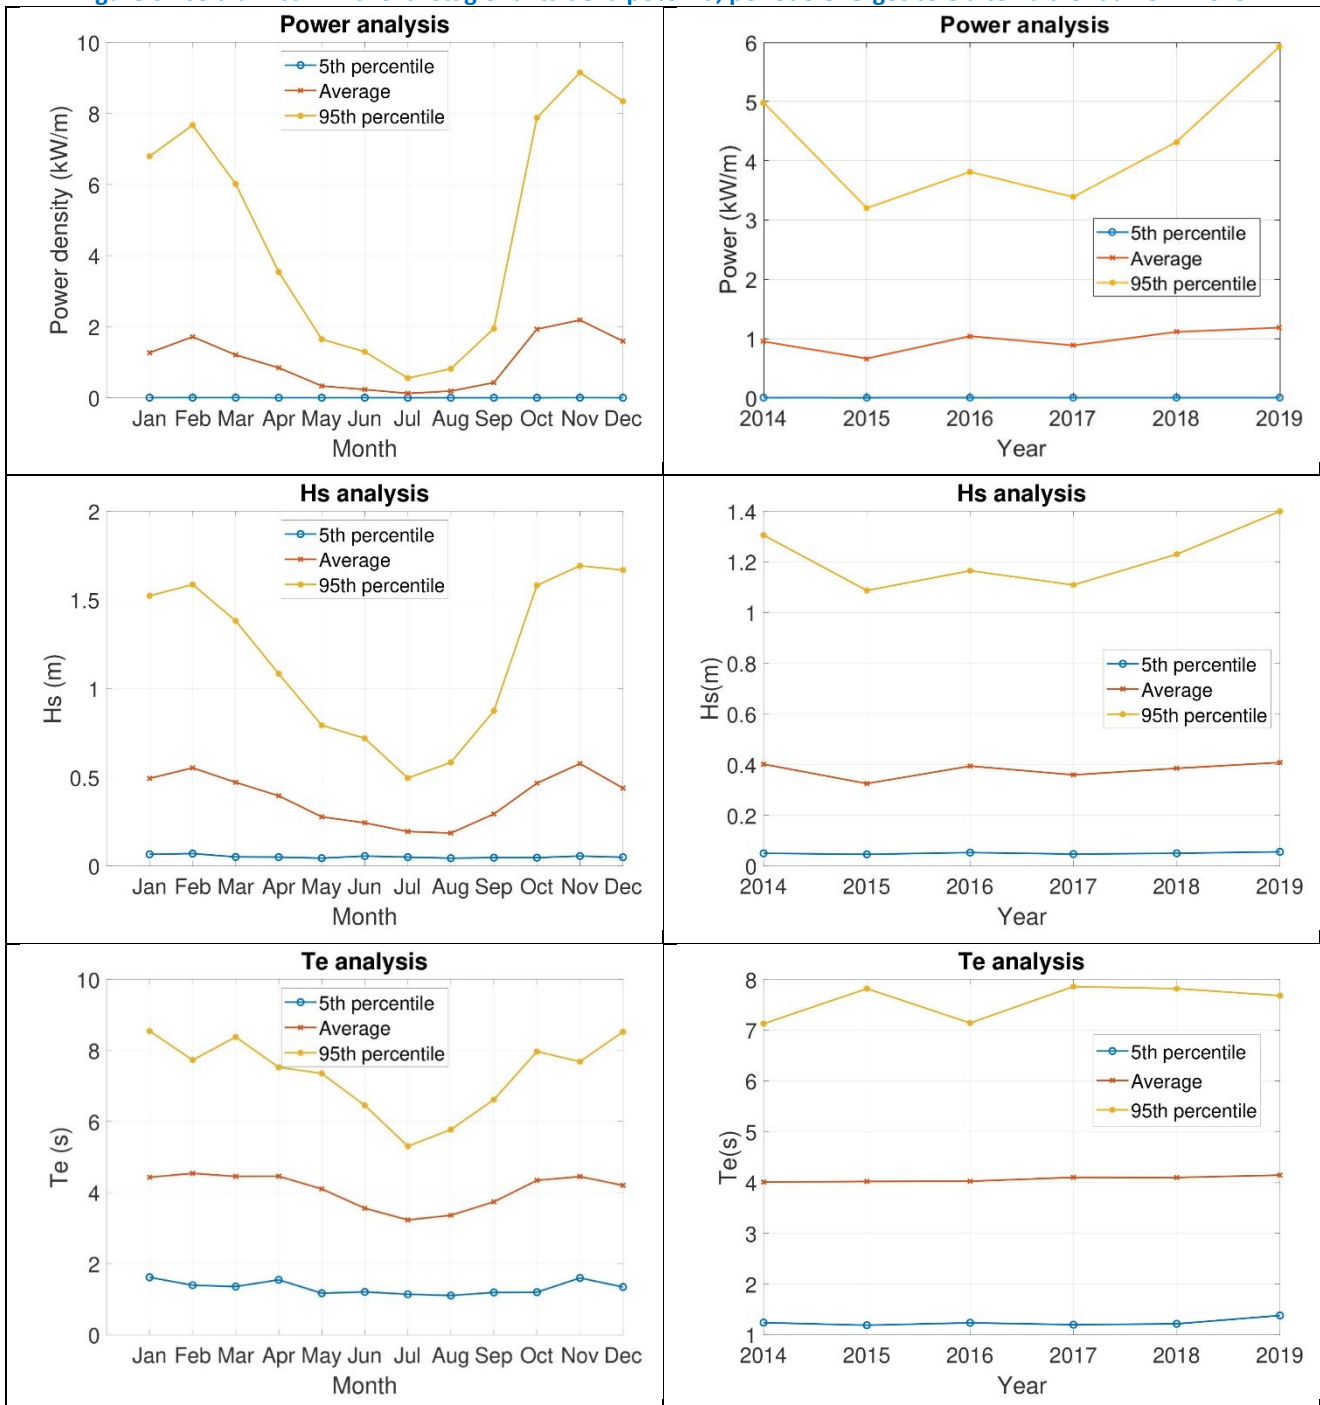 Power analysis
10
8
6
4
2
0
Power density (kW/m)
5th percentile
Average
95th percentile
Jan Feb Mar Apr May Jun Jul Aug Sep Oct Nov Dec
Month
Power analysis
6
5
4
3
2
1
0
Power (kW/m)
5th percentile
Average
95th percentile
2014 2015 2016 2017 2018 2019
Year
Hs analysis
2
1.5
1
0.5
0
Hs (m)
5th percentile
Average
95th percentile
Jan Feb Mar Apr May Jun Jul Aug Sep Oct Nov Dec
Month
Hs analysis
1.4
1.2
1
0.8
0.6
0.4
0.2
0
Hs(m)
5th percentile
Average
95th percentile
2014 2015 2016 2017 2018 2019
Year
Te analysis
10
8
6
4
2
0
Te (s)
5th percentile
Average
95th percentile
Jan Feb Mar Apr May Jun Jul Aug Sep Oct Nov Dec
Month
Te analysis
8
7
6
5
4
3
2
1
Te(s)
5th percentile
Average
95th percentile
2014 2015 2016 2017 2018 2019
Year